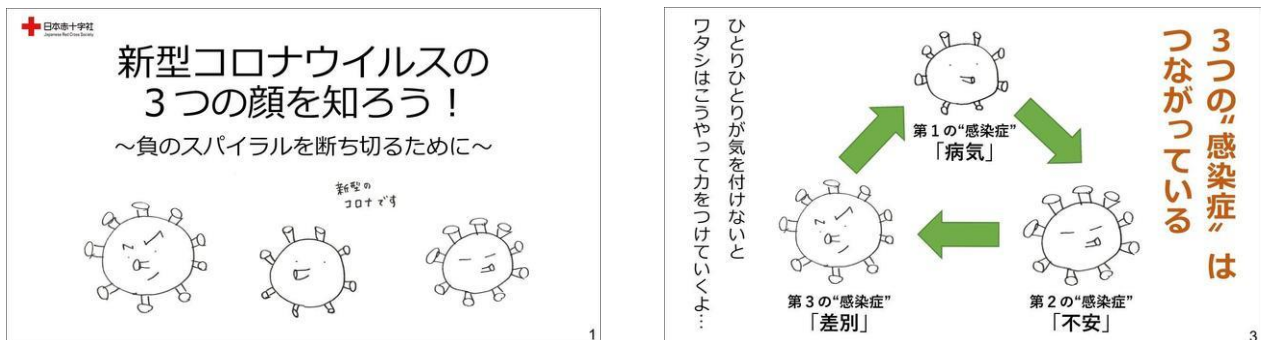 日本赤十字社
Japanese Red Cross Society
新型コロナウイルスの
3つの顔を知ろう！
～負のスパイラルを断ち切るために～
新型の
コロナです
1
3つの“感染症”は
つながっている
第1の“感染症”
「病気」
第2の“感染症”
「不安」
第3の“感染症”
「差別」
ひとりひとりが気を付けないと
ワタシはこうやって力をつけていくよ…
3